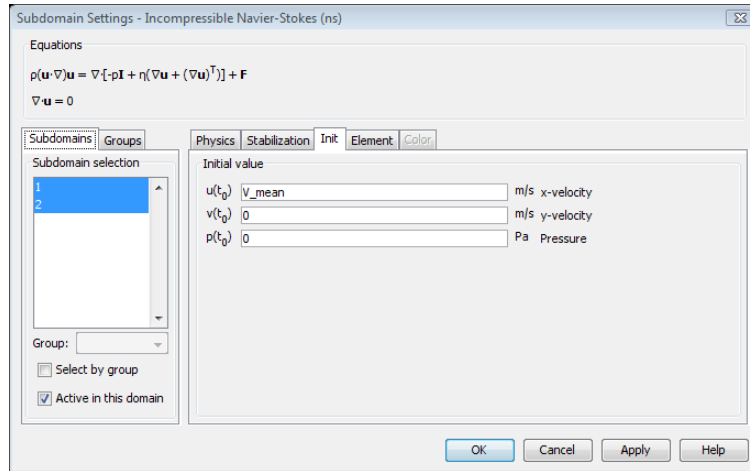 Subdomain Settings - Incompressible Navier-Stokes (ns)
Equations
ρ(u·∇)u = ∇·[-pI + η(∇u + (∇u)ᵀ)] + F
∇·u = 0
Subdomains Groups
Subdomain selection
1
2
Group:
Select by group
Active in this domain
Physics Stabilization Init Element Color
Initial value
u(t₀) V_mean m/s x-velocity
v(t₀) 0 m/s y-velocity
p(t₀) 0 Pa Pressure
OK Cancel Apply Help